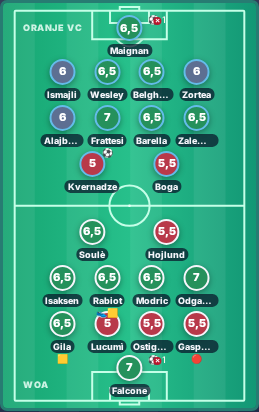 ORANJE VC
6,5
Maignan
6 6,5 6,5 6
Ismajli Wesley Belgh... Zortea
6 7 6,5 6,5
Alajb... Frattesi Barella Zale...
5 5,5
Kvernadze Boga
6,5 5,5
Soulè Hojlund
6,5 6,5 6,5 7
Isaksen Rabiot Modric Odga...
6,5 5,5 5,5
Gila Lucumì Ostig... Gasp...
7
Falcone
WOA